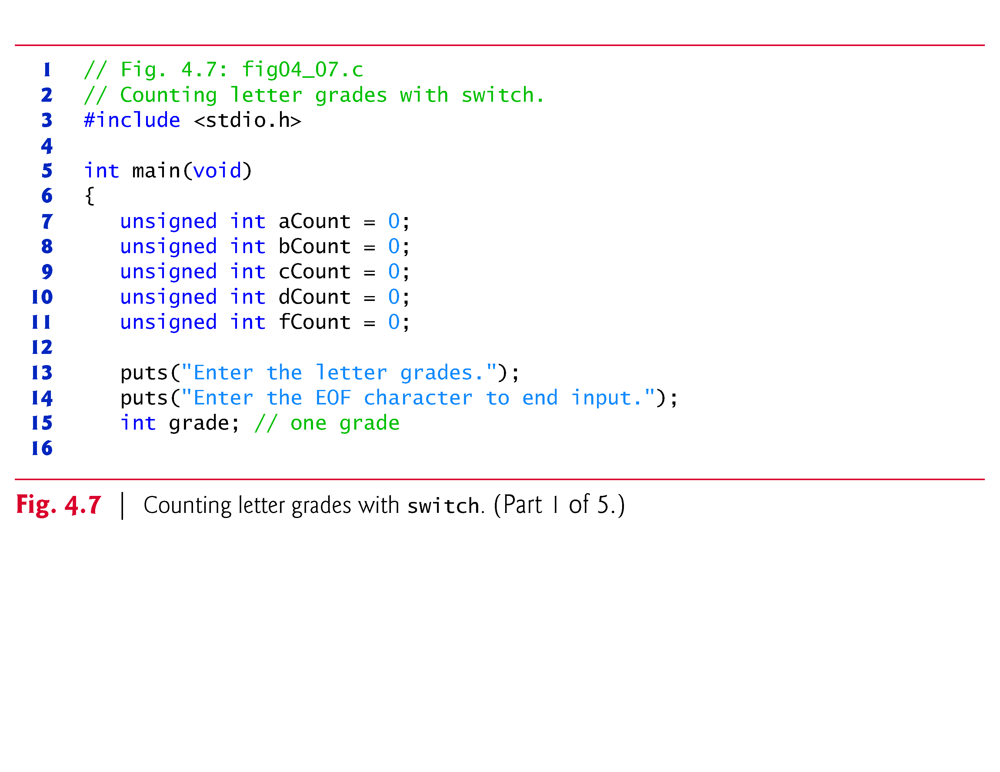 1 // Fig. 4.7: fig04_07.c
2 // Counting letter grades with switch.
3 #include <stdio.h>
4
5 int main(void)
6 {
7    unsigned int aCount = 0;
8    unsigned int bCount = 0;
9    unsigned int cCount = 0;
10    unsigned int dCount = 0;
11    unsigned int fCount = 0;
12
13    puts("Enter the letter grades.");
14    puts("Enter the EOF character to end input.");
15    int grade; // one grade
16
Fig. 4.7 | Counting letter grades with switch. (Part 1 of 5.)